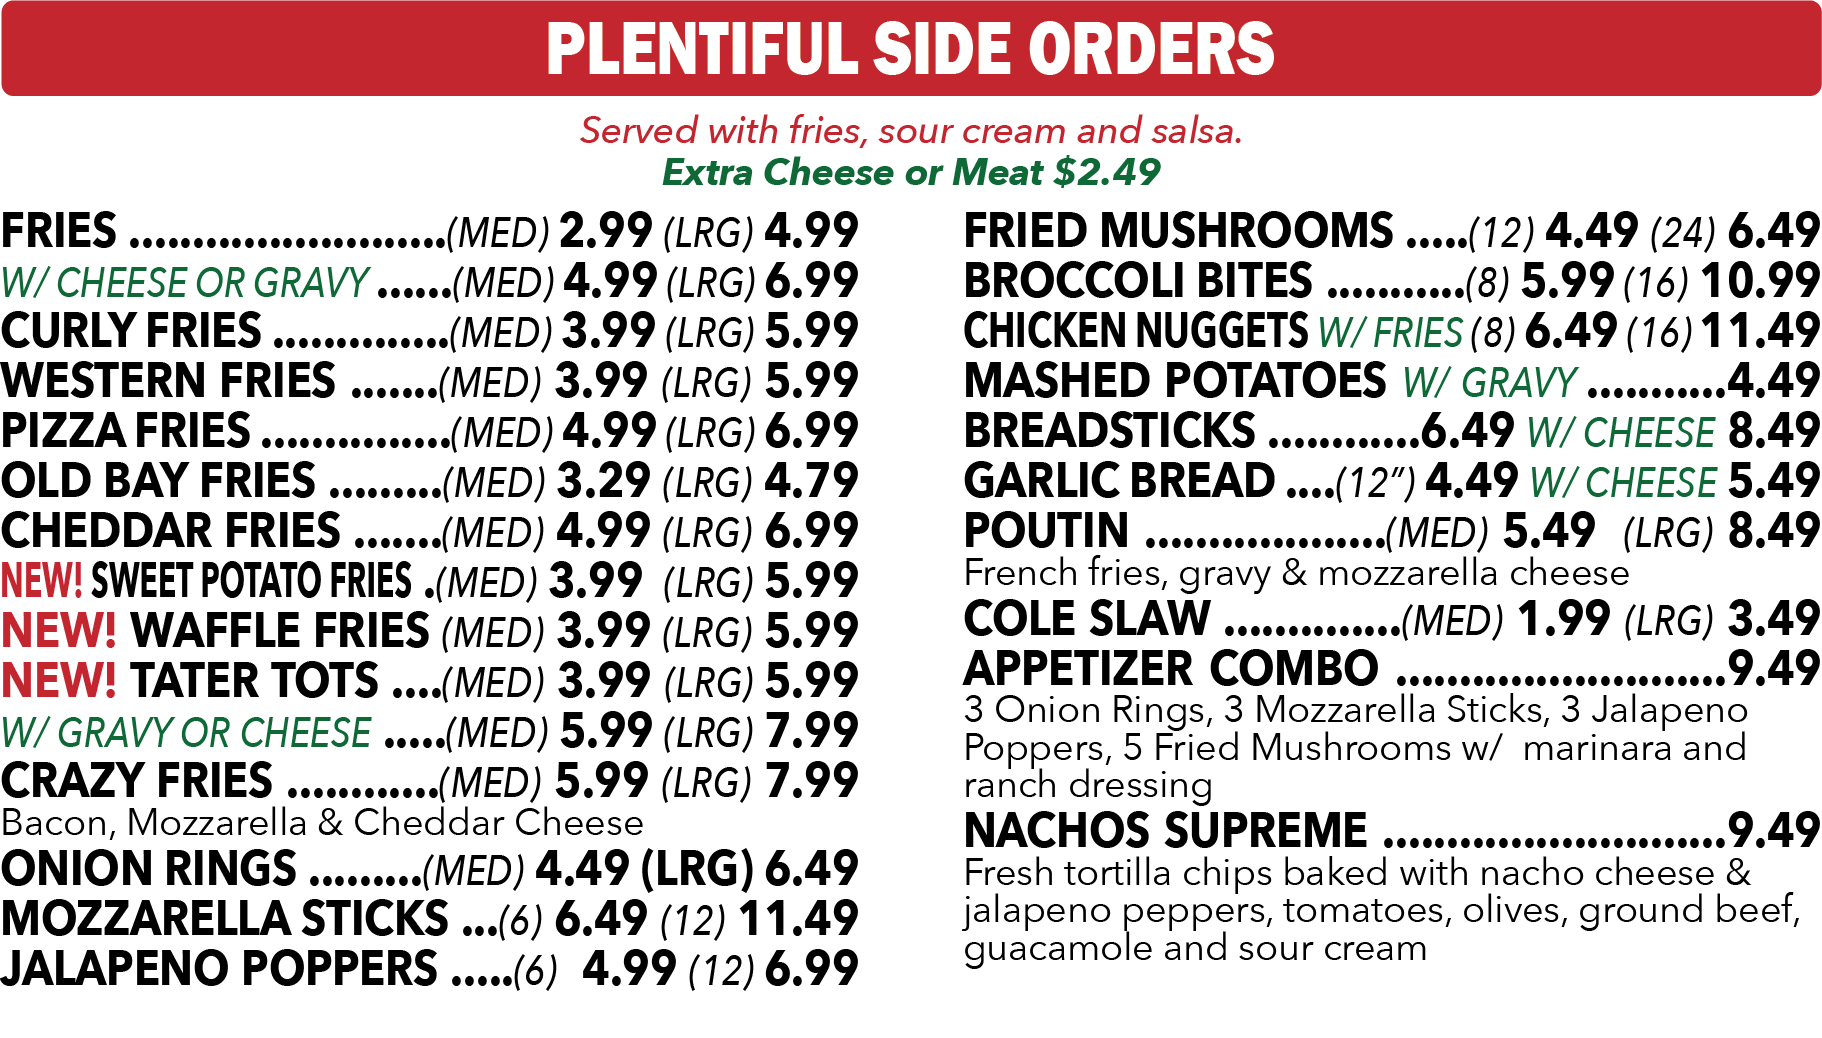 PLENTIFUL SIDE ORDERS
Served with fries, sour cream and salsa.
Extra Cheese or Meat $2.49
FRIES .........................(MED) 2.99 (LRG) 4.99
W/ CHEESE OR GRAVY ......(MED) 4.99 (LRG) 6.99
CURLY FRIES ..............(MED) 3.99 (LRG) 5.99
WESTERN FRIES .......(MED) 3.99 (LRG) 5.99
PIZZA FRIES ...............(MED) 4.99 (LRG) 6.99
OLD BAY FRIES .........(MED) 3.29 (LRG) 4.79
CHEDDAR FRIES .......(MED) 4.99 (LRG) 6.99
NEW! SWEET POTATO FRIES .(MED) 3.99 (LRG) 5.99
NEW! WAFFLE FRIES (MED) 3.99 (LRG) 5.99
NEW! TATER TOTS ....(MED) 3.99 (LRG) 5.99
W/ GRAVY OR CHEESE .....(MED) 5.99 (LRG) 7.99
CRAZY FRIES ............(MED) 5.99 (LRG) 7.99
Bacon, Mozzarella & Cheddar Cheese
ONION RINGS .........(MED) 4.49 (LRG) 6.49
MOZZARELLA STICKS ...(6) 6.49 (12) 11.49
JALAPENO POPPERS .....(6) 4.99 (12) 6.99
FRIED MUSHROOMS .....(12) 4.49 (24) 6.49
BROCCOLI BITES ...........(8) 5.99 (16) 10.99
CHICKEN NUGGETS W/ FRIES (8) 6.49 (16) 11.49
MASHED POTATOES W/ GRAVY ...........4.49
BREADSTICKS ............6.49 W/ CHEESE 8.49
GARLIC BREAD ....(12”) 4.49 W/ CHEESE 5.49
POUTIN ...................(MED) 5.49 (LRG) 8.49
French fries, gravy & mozzarella cheese
COLE SLAW ..............(MED) 1.99 (LRG) 3.49
APPETIZER COMBO ..........................9.49
3 Onion Rings, 3 Mozzarella Sticks, 3 Jalapeno
Poppers, 5 Fried Mushrooms w/ marinara and
ranch dressing
NACHOS SUPREME ...........................9.49
Fresh tortilla chips baked with nacho cheese &
jalapeno peppers, tomatoes, olives, ground beef,
guacamole and sour cream